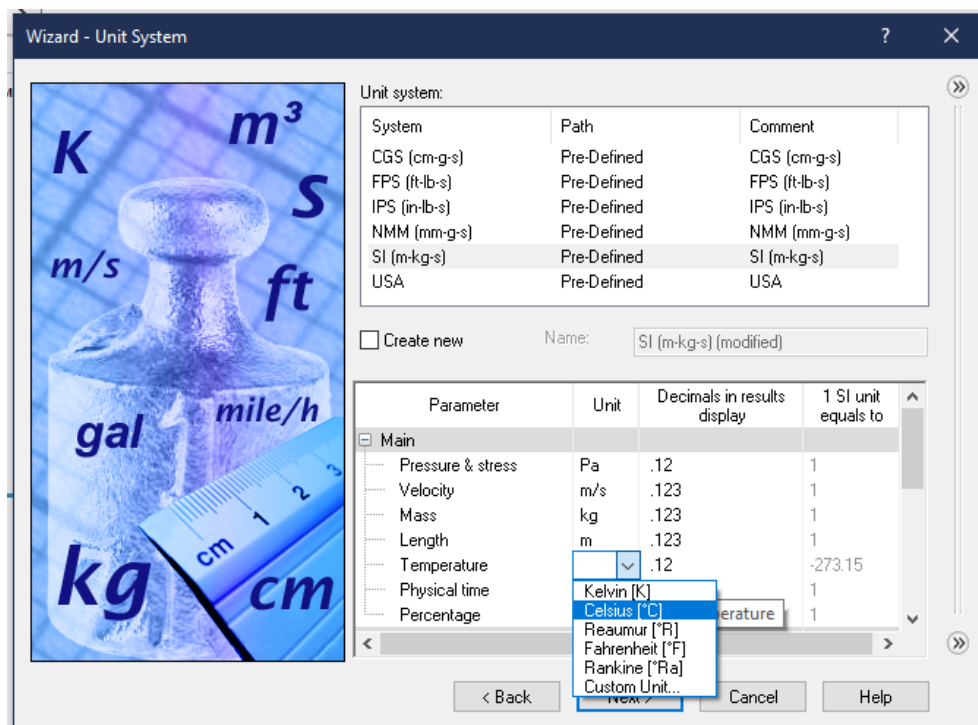 Wizard - Unit System ?
Unit system:
System Path Comment
CGS (cm-g-s) Pre-Defined CGS (cm-g-s)
FPS (ft-lb-s) Pre-Defined FPS (ft-lb-s)
IPS (in-lb-s) Pre-Defined IPS (in-lb-s)
NMM (mm-g-s) Pre-Defined NMM (mm-g-s)
SI (m-kg-s) Pre-Defined SI (m-kg-s)
USA Pre-Defined USA
Create new Name: SI (m-kg-s) (modified)
Parameter Unit Decimals in results display 1 SI unit equals to
Main
Pressure & stress Pa .12 1
Velocity m/s .123 1
Mass kg .123 1
Length m .123 1
Temperature .12 -273.15
Physical time 1
Percentage 1
Kelvin [K]
Celsius [°C]
Reaumur [°R]
Fahrenheit [°F]
Rankine [°Ra]
Custom Unit...
< Back Next > Cancel Help
K
m³
S
m/s
ft
gal
mile/h
1 2 3
cm
kg
cm